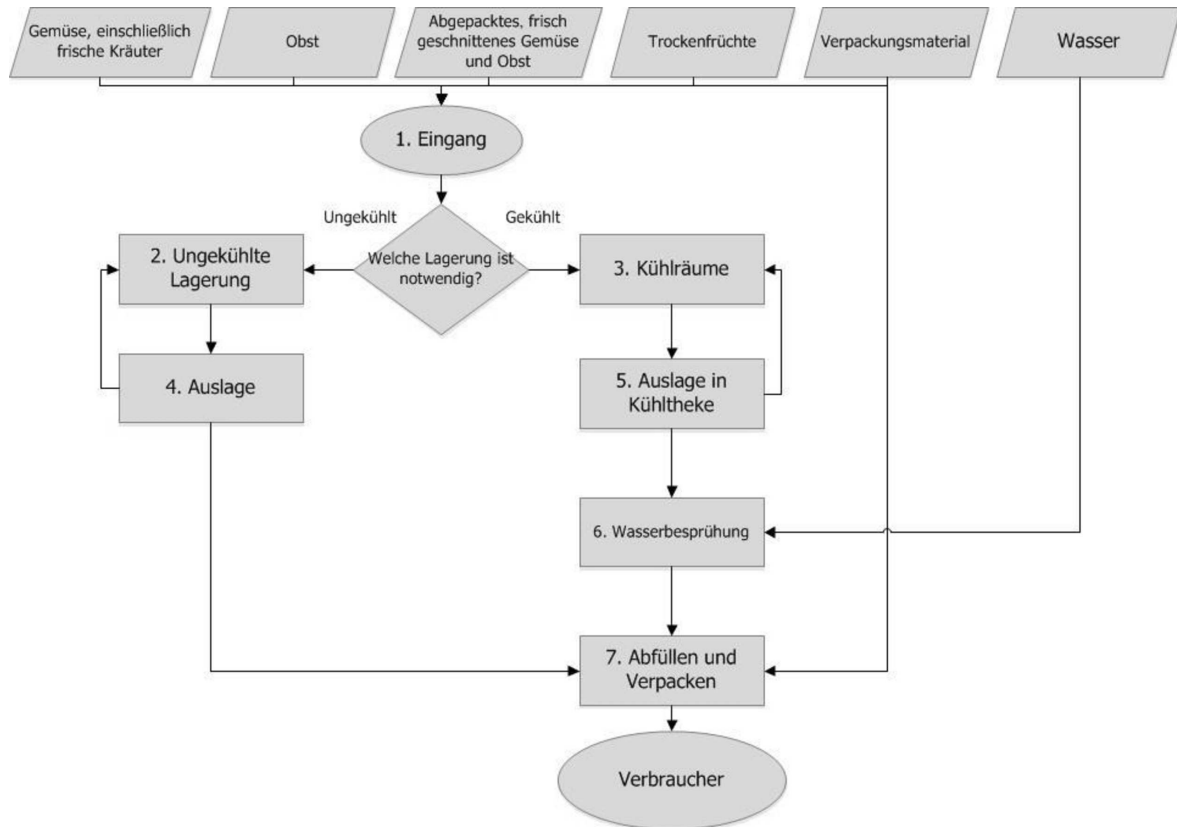 Gemüse, einschließlich
frische Kräuter
Obst
Abgepacktes, frisch
geschnittenes Gemüse
und Obst
Trockenfrüchte
Verpackungsmaterial
Wasser
1. Eingang
Ungekühlt
Gekühlt
Welche Lagerung ist
notwendig?
2. Ungekühlte
Lagerung
3. Kühlräume
4. Auslage
5. Auslage in
Kühltheke
6. Wasserbesprühung
7. Abfüllen und
Verpacken
Verbraucher